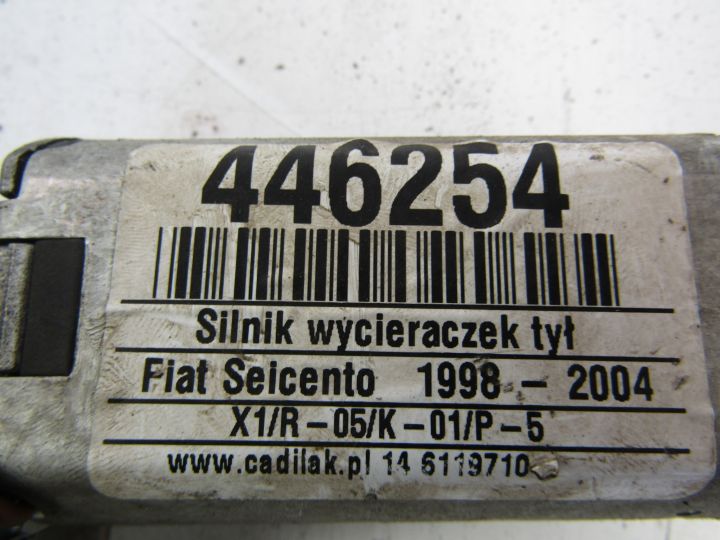 446254
Silnik wycieraczek tył
Fiat Seicento 1998 - 2004
X1/R-05/K-01/P-5
www.cadilak.pl 14 6119710